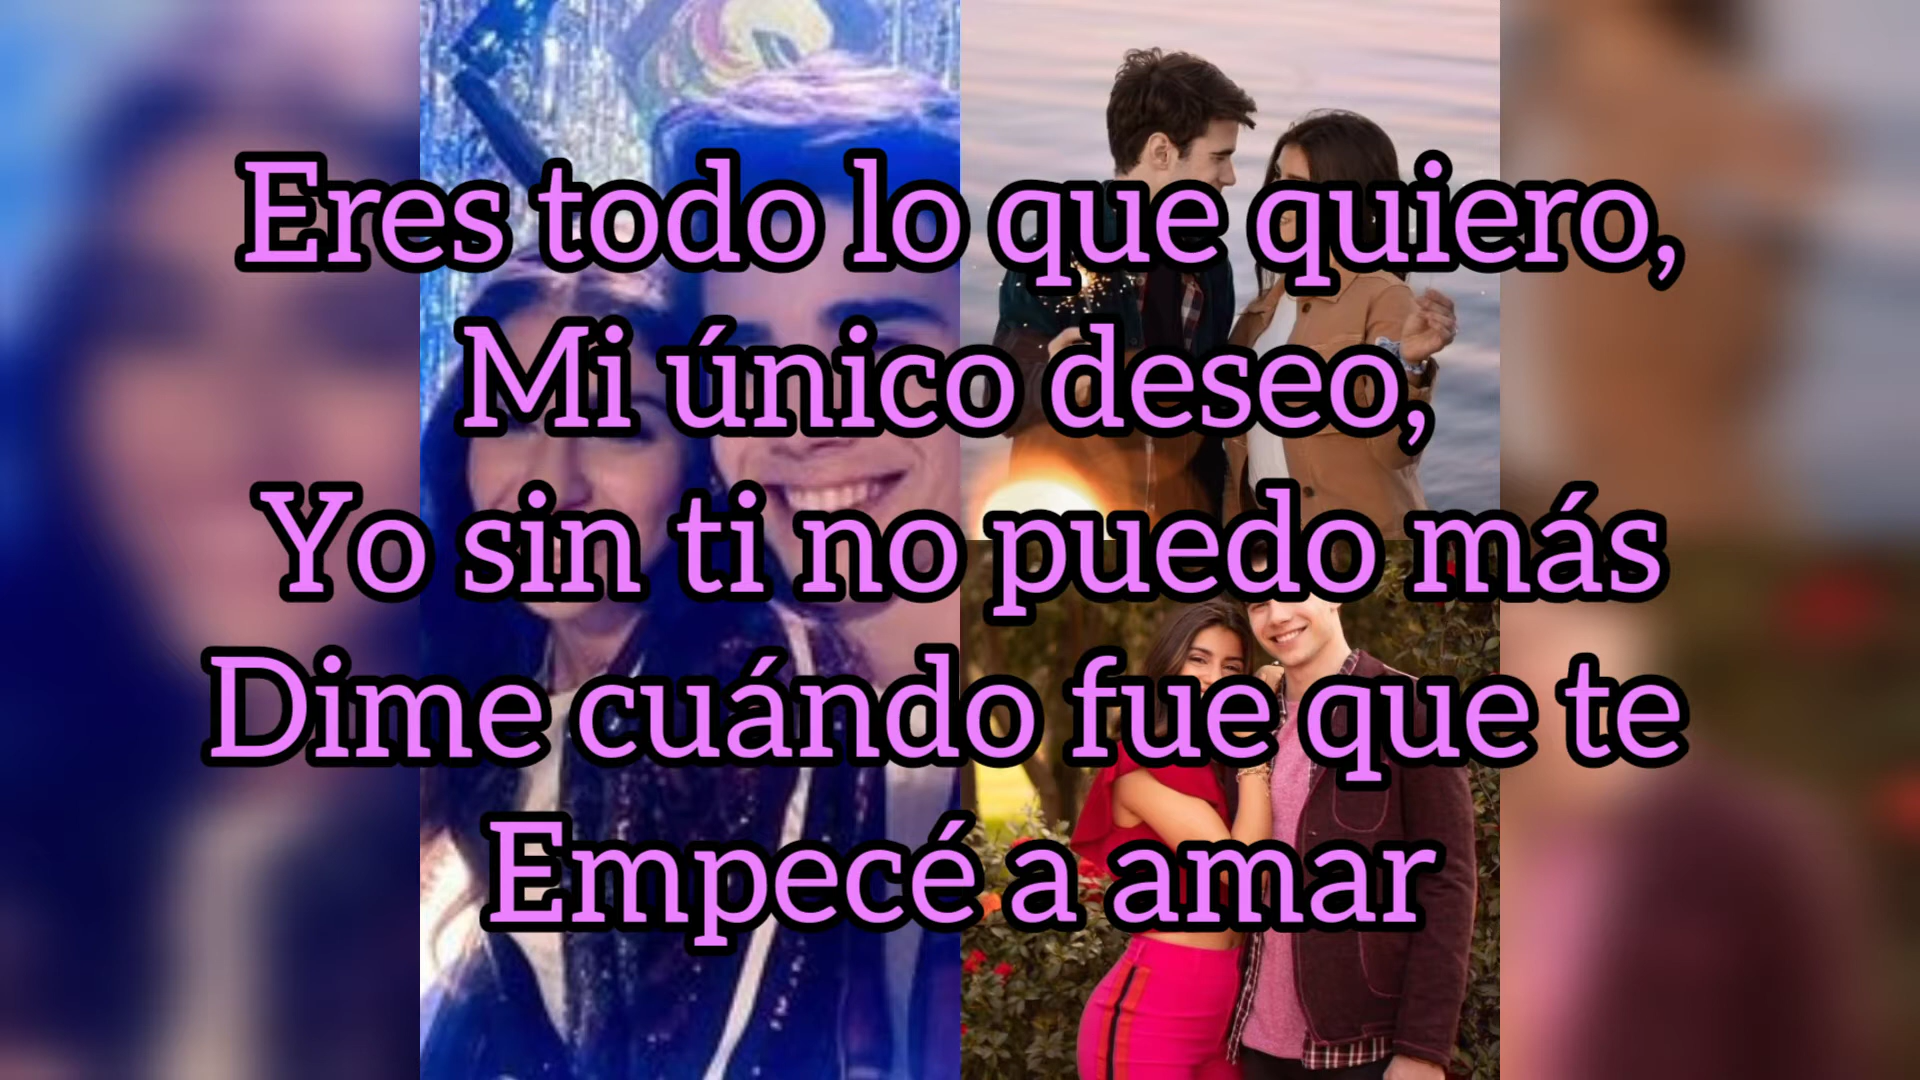 Eres todo lo que quiero,
Mi único deseo,
Yo sin ti no puedo más
Dime cuándo fue que te
Empecé a amar